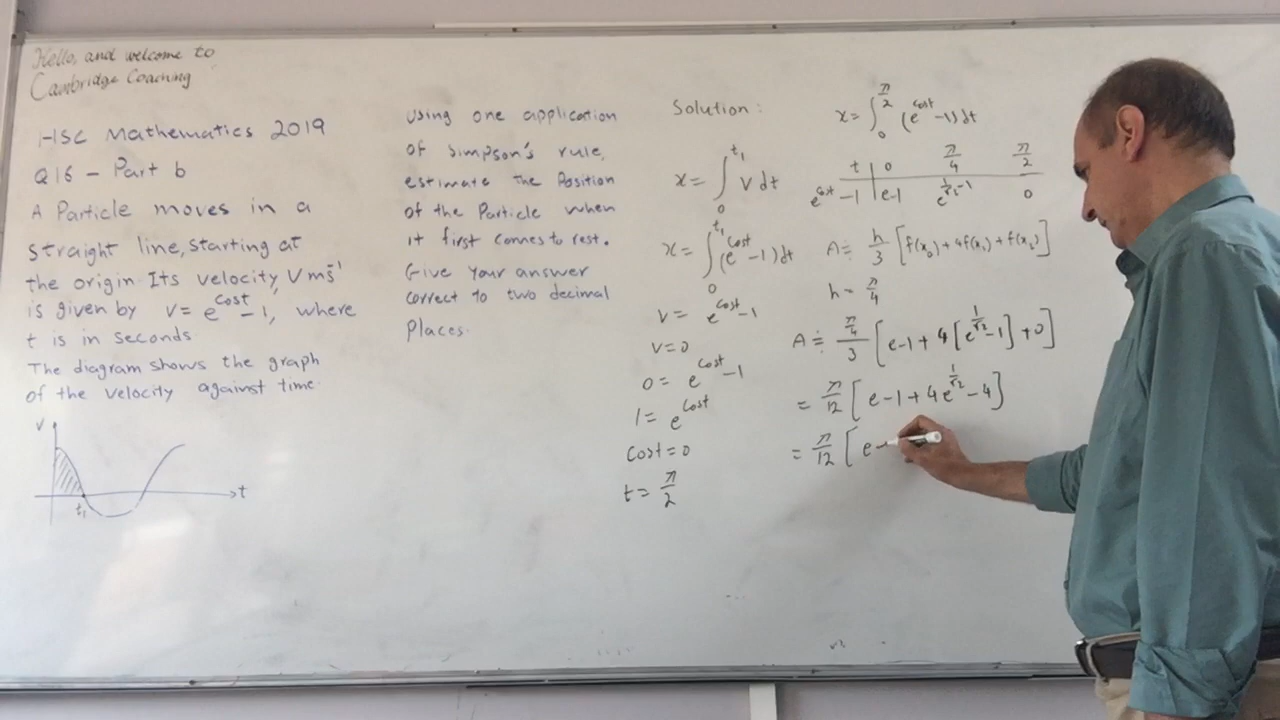 Hello, and welcome to
Cambridge Coaching
HSC Mathematics 2019
Q16 - Part b
A Particle moves in a
straight line, starting at
the origin. Its velocity V ms⁻¹
is given by v = e^cost - 1, where
t is in seconds.
The diagram shows the graph
of the velocity against time.
v
t₁
t
Using one application
of Simpson's rule,
estimate the Position
of the Particle when
it first comes to rest.
Give your answer
correct to two decimal
places.
Solution:
x = ∫₀^t₁ v dt
x = ∫₀^t₁ (e^cost - 1) dt
v = e^cost - 1
v = 0
0 = e^cost - 1
1 = e^cost
cost = 0
t = π/2
x = ∫₀^π/2 (e^cost - 1) dt
t | 0 π/4 π/2
e^cost - 1 | e-1 e^1/√2 - 1 0
A ≑ h/3 [f(x₀) + 4f(x₁) + f(x₂)]
h = π/4
A ≑ π/4/3 [e-1 + 4[e^1/√2 - 1] + 0]
= π/12 [e-1 + 4e^1/√2 - 4]
= π/12 [e -